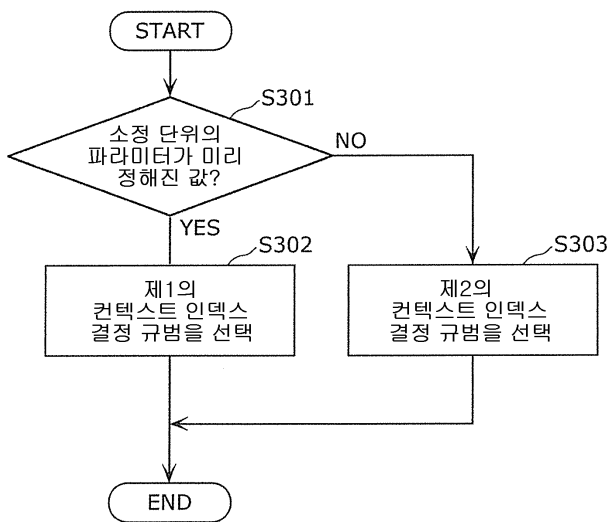 START
S301
소정 단위의
파라미터가 미리
정해진 값?
NO
YES
S302
제1의
컨텍스트 인덱스
결정 규범을 선택
S303
제2의
컨텍스트 인덱스
결정 규범을 선택
END